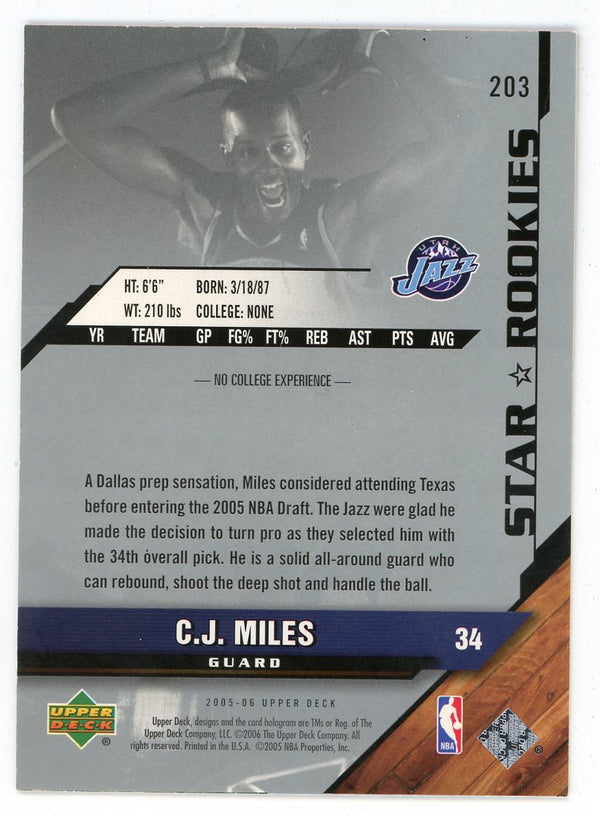 203
STAR ☆ ROOKIES
UTAH
JAZZ
HT: 6'6" BORN: 3/18/87
WT: 210 lbs COLLEGE: NONE
YR TEAM GP FG% FT% REB AST PTS AVG
— NO COLLEGE EXPERIENCE —
A Dallas prep sensation, Miles considered attending Texas
before entering the 2005 NBA Draft. The Jazz were glad he
made the decision to turn pro as they selected him with
the 34th overall pick. He is a solid all-around guard who
can rebound, shoot the deep shot and handle the ball.
C.J. MILES 34
GUARD
2005-06 UPPER DECK
UPPER
DECK
®
Upper Deck, designs and the card hologram are TMs or Reg. of The
Upper Deck Company, LLC. ©2006 The Upper Deck Company. All
rights reserved. Printed in the U.S.A. ©2005 NBA Properties, Inc.
NBA
®